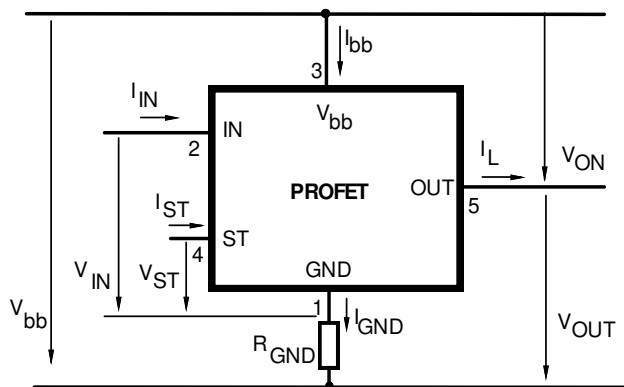 I_bb
3
I_IN
V_bb
2
IN
I_L
V_ON
PROFET
OUT
5
I_ST
4
ST
V_IN
V_ST
GND
V_bb
1
I_GND
R_GND
V_OUT